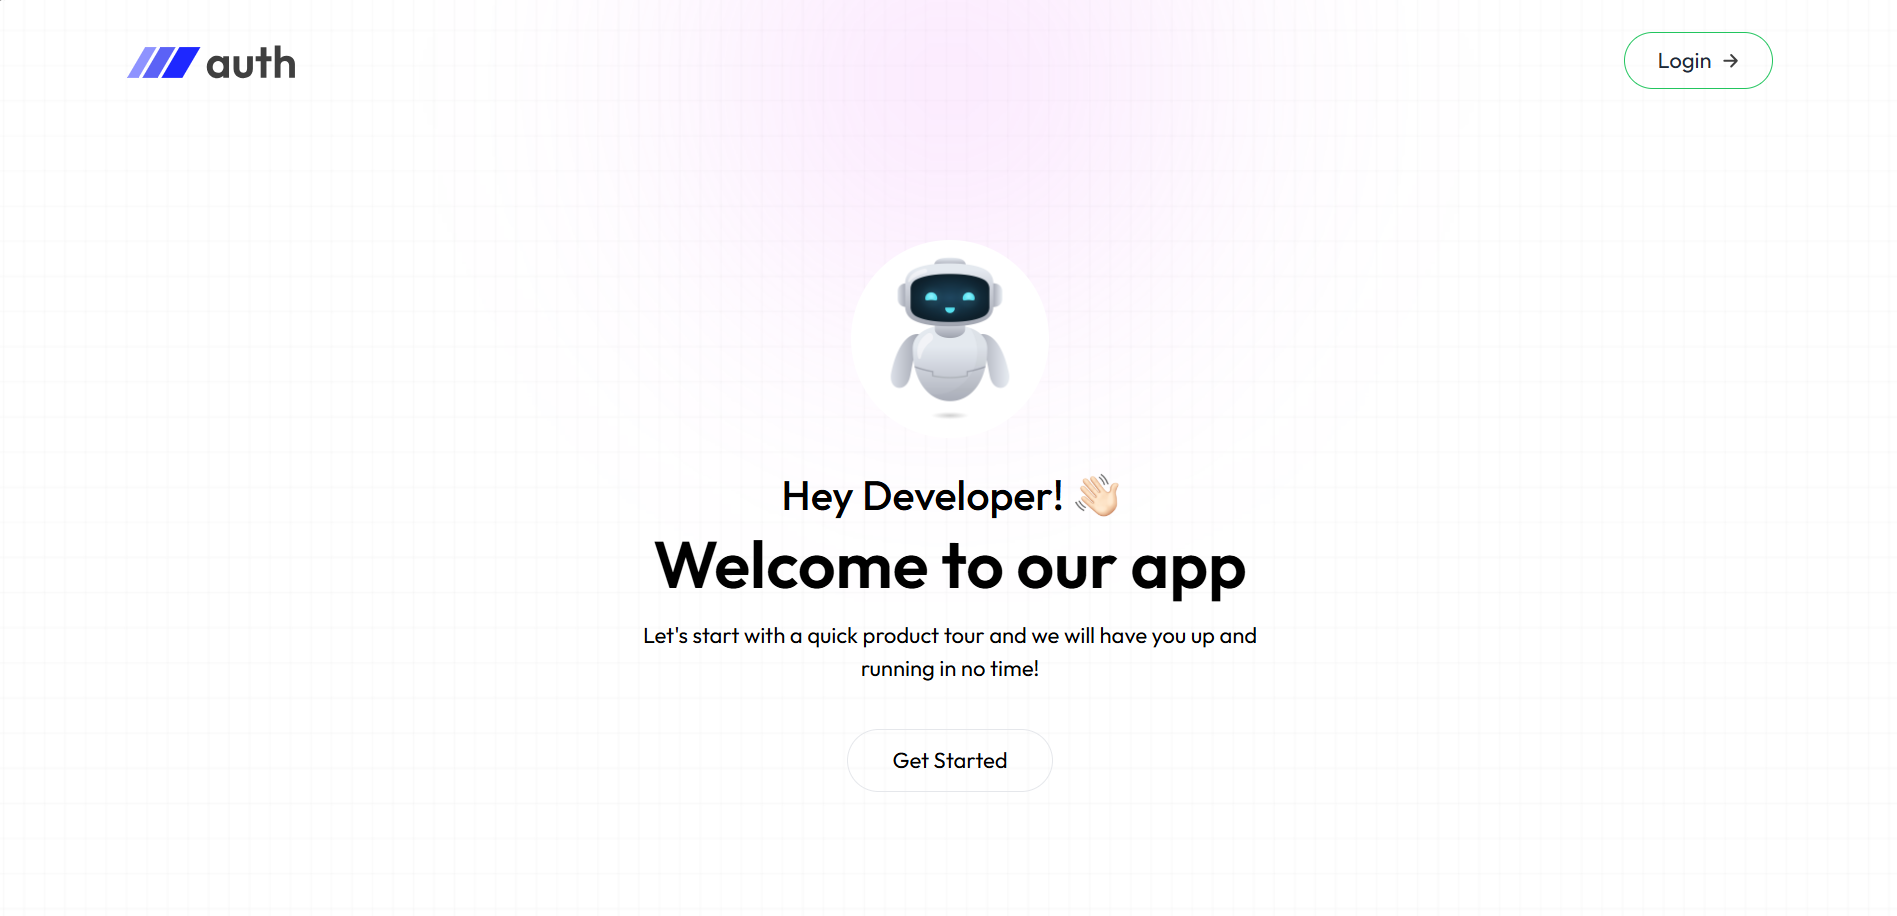 auth
Login →
Hey Developer! 👋🏻
Welcome to our app
Let's start with a quick product tour and we will have you up and
running in no time!
Get Started